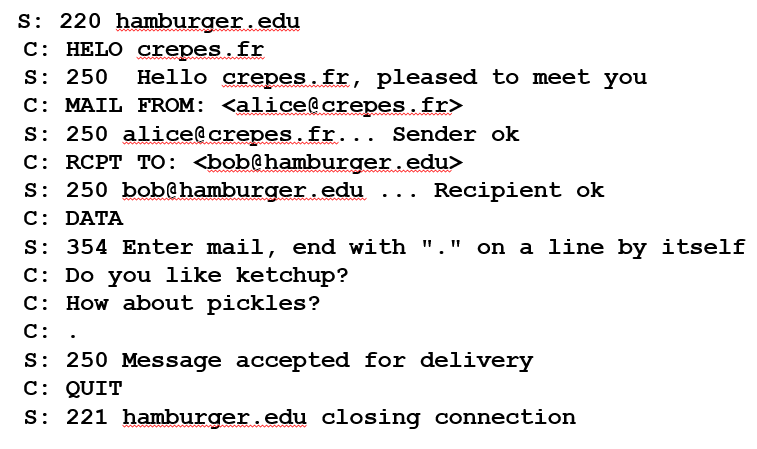 S: 220 hamburger.edu
C: HELO crepes.fr
S: 250  Hello crepes.fr, pleased to meet you
C: MAIL FROM: <alice@crepes.fr>
S: 250 alice@crepes.fr... Sender ok
C: RCPT TO: <bob@hamburger.edu>
S: 250 bob@hamburger.edu ... Recipient ok
C: DATA
S: 354 Enter mail, end with "." on a line by itself
C: Do you like ketchup?
C: How about pickles?
C: .
S: 250 Message accepted for delivery
C: QUIT
S: 221 hamburger.edu closing connection